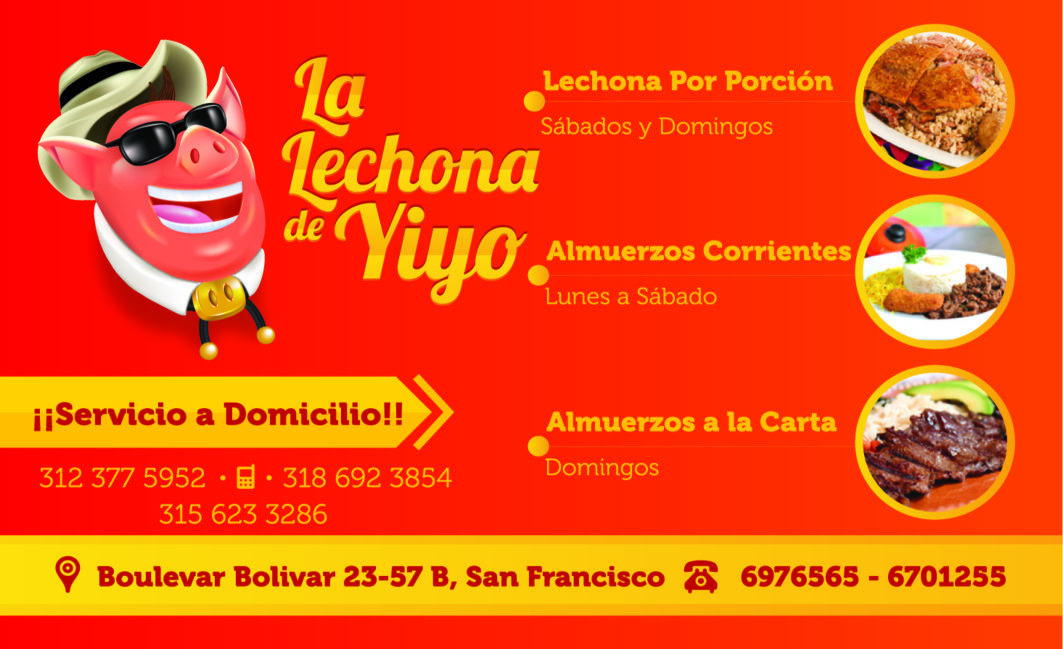 La
Lechona
de Yiyo
Lechona Por Porción
Sábados y Domingos
Almuerzos Corrientes
Lunes a Sábado
Almuerzos a la Carta
Domingos
¡¡Servicio a Domicilio!!
312 377 5952 · · 318 692 3854
315 623 3286
Boulevar Bolivar 23-57 B, San Francisco 6976565 - 6701255